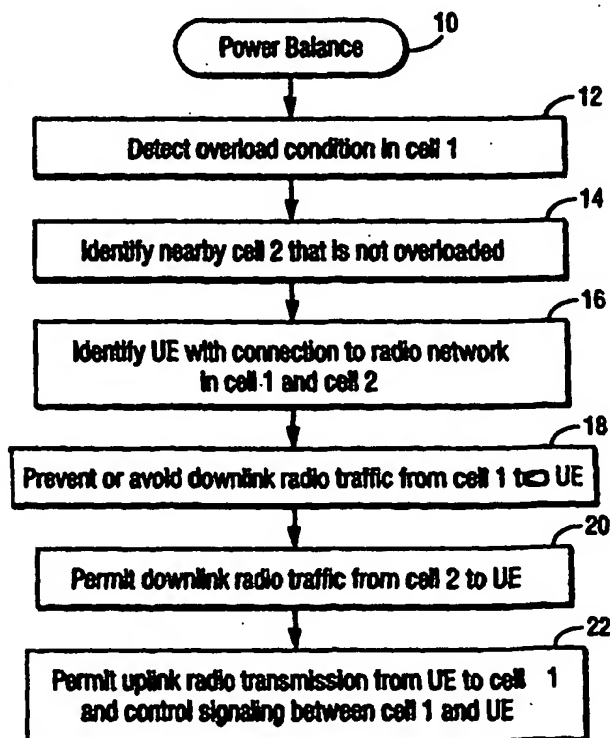 Power Balance
10
12
Detect overload condition in cell 1
14
Identify nearby cell 2 that is not overloaded
16
Identify UE with connection to radio network
in cell 1 and cell 2
18
Prevent or avoid downlink radio traffic from cell 1 to UE
20
Permit downlink radio traffic from cell 2 to UE
22
Permit uplink radio transmission from UE to cell 1
and control signaling between cell 1 and UE